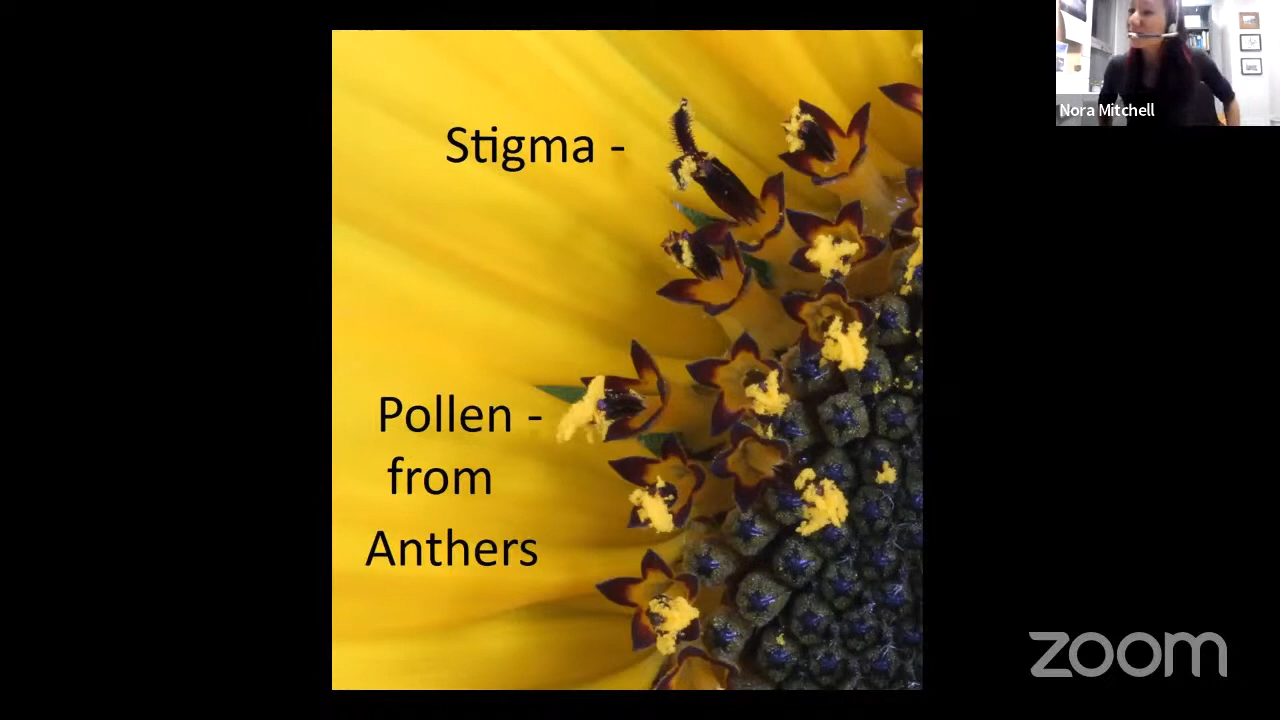 Stigma -
Pollen -
from
Anthers
Nora Mitchell
zoom